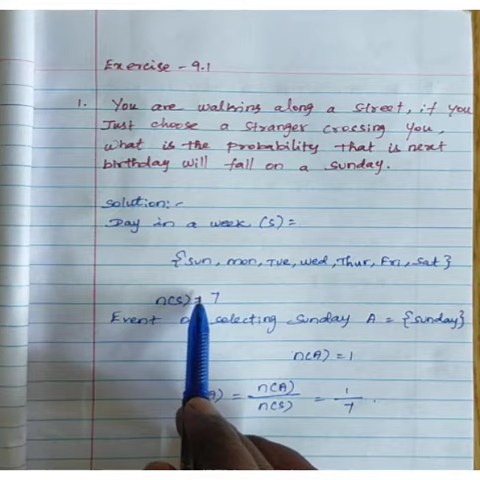 Exercise - 9.1
1. You are walking along a street, if you
Just choose a stranger crossing you,
what is the probability that is next
birthday will fall on a sunday.
Solution:-
Day in a week (S) =
{Sun, Mon, Tue, Wed, Thur, Fri, Sat}
n(S) = 7
Event selecting Sunday A = {Sunday}
n(A) = 1
A) = n(A) / n(S) = 1 / 7 .